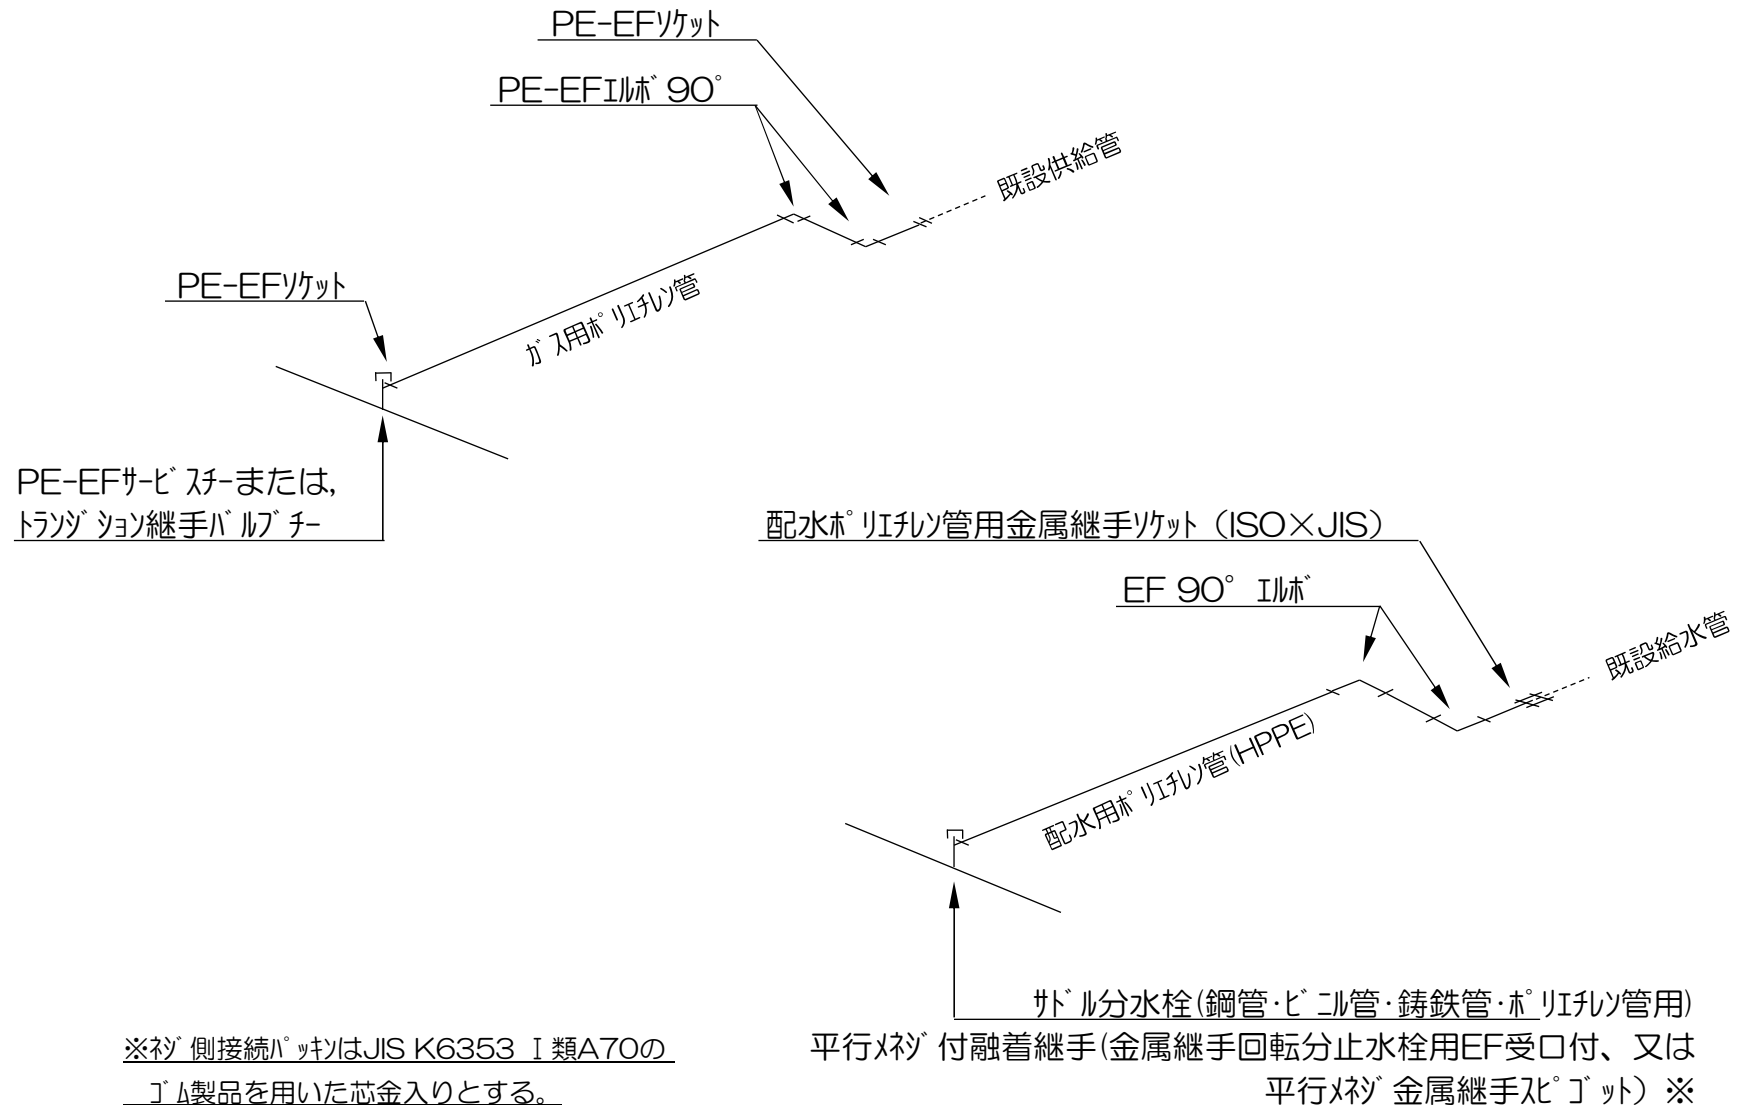 PE-EFｿｹｯﾄ
PE-EFｴﾙﾎﾞ90°
既設供給管
PE-EFｿｹｯﾄ
ｶﾞｽ用ﾎﾟﾘｴﾁﾚﾝ管
PE-EFｻｰﾋﾞｽﾁｰまたは,
ﾄﾗﾝｼﾞｼｮﾝ継手ﾊﾞﾙﾌﾞﾁｰ
配水ﾎﾟﾘｴﾁﾚﾝ管用金属継手ｿｹｯﾄ（ISO×JIS）
EF 90° ｴﾙﾎﾞ
既設給水管
配水用ﾎﾟﾘｴﾁﾚﾝ管(HPPE)
ｻﾄﾞﾙ分水栓(鋼管･ﾋﾞﾆﾙ管･鋳鉄管･ﾎﾟﾘｴﾁﾚﾝ管用)
平行ﾒﾈｼﾞ付融着継手(金属継手回転分止水栓用EF受口付、又は
平行ﾒﾈｼﾞ金属継手ｽﾋﾟｺﾞｯﾄ）※
※ﾈｼﾞ側接続ﾊﾟｯｷﾝはJIS K6353 Ⅰ類A70の
ｺﾞﾑ製品を用いた芯金入りとする。